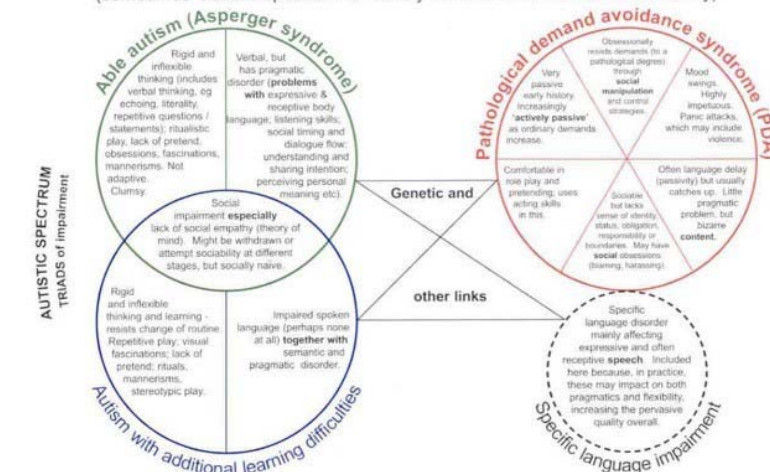 Able autism (Asperger syndrome)
Rigid and
inflexible
thinking (includes
verbal thinking, eg
echoing, literality,
repetitive questions /
statements); ritualistic
play, lack of pretend,
obsessions, fascinations,
mannerisms. Not
adaptive.
Clumsy.
Verbal, but
has pragmatic
disorder (problems
with expressive &
receptive body
language; listening skills;
social timing and
dialogue flow;
understanding and
sharing intention;
perceiving personal
meaning etc).
Social
impairment especially
lack of social empathy (theory of
mind). Might be withdrawn or
attempt sociability at different
stages, but socially naïve.
Rigid
and inflexible
thinking and learning -
resists change of routine.
Repetitive play; visual
fascinations; lack of
pretend; rituals,
mannerisms,
stereotypic play.
Impaired spoken
language (perhaps none
at all) together with
semantic and
pragmatic disorder.
Autism with additional learning difficulties
AUTISTIC SPECTRUM
TRIADS of impairment
Genetic and
other links
Pathological demand avoidance syndrome (PDA)
Very
passive
early history.
Increasingly
'actively passive'
as ordinary demands
increase.
Obsessionally
resists demands (to a
pathological degree)
through
social
manipulation
and control
strategies.
Mood
swings.
Highly
impetuous.
Panic attacks,
which may include
violence.
Comfortable in
role play and
pretending; uses
acting skills
in this.
Sociable
but lacks
sense of identity,
status, obligation,
responsibility or
boundaries. May have
social obsessions
(blaming, harassing).
Often language delay
(passivity) but usually
catches up. Little
pragmatic
problem, but
bizarre
content.
Specific
language disorder
mainly affecting
expressive and often
receptive speech. Included
here because, in practice,
these may impact on both
pragmatics and flexibility,
increasing the pervasive
quality overall.
Specific language impairment